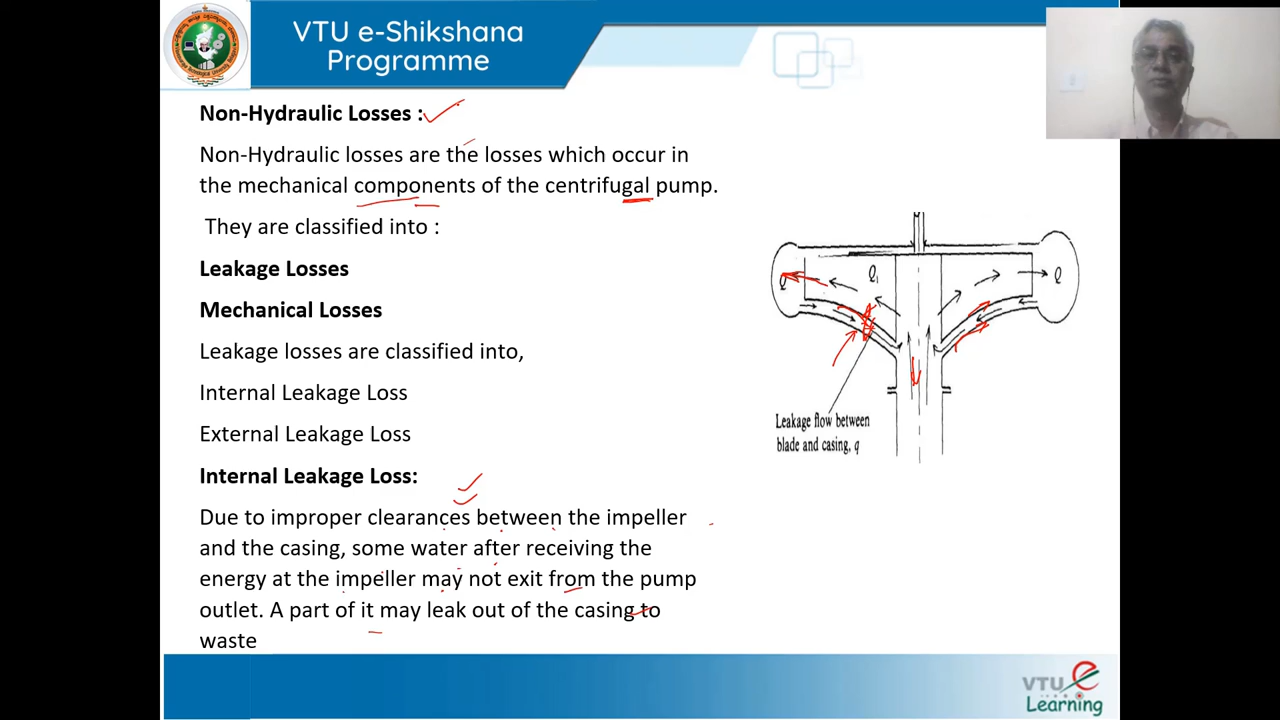 VTU e-Shikshana
Programme
Non-Hydraulic Losses :
Non-Hydraulic losses are the losses which occur in
the mechanical components of the centrifugal pump.
They are classified into :
Leakage Losses
Mechanical Losses
Leakage losses are classified into,
Internal Leakage Loss
External Leakage Loss
Internal Leakage Loss:
Due to improper clearances between the impeller
and the casing, some water after receiving the
energy at the impeller may not exit from the pump
outlet. A part of it may leak out of the casing to
waste
Q Q₁ Q
Leakage flow between
blade and casing, q
VTU e
Learning